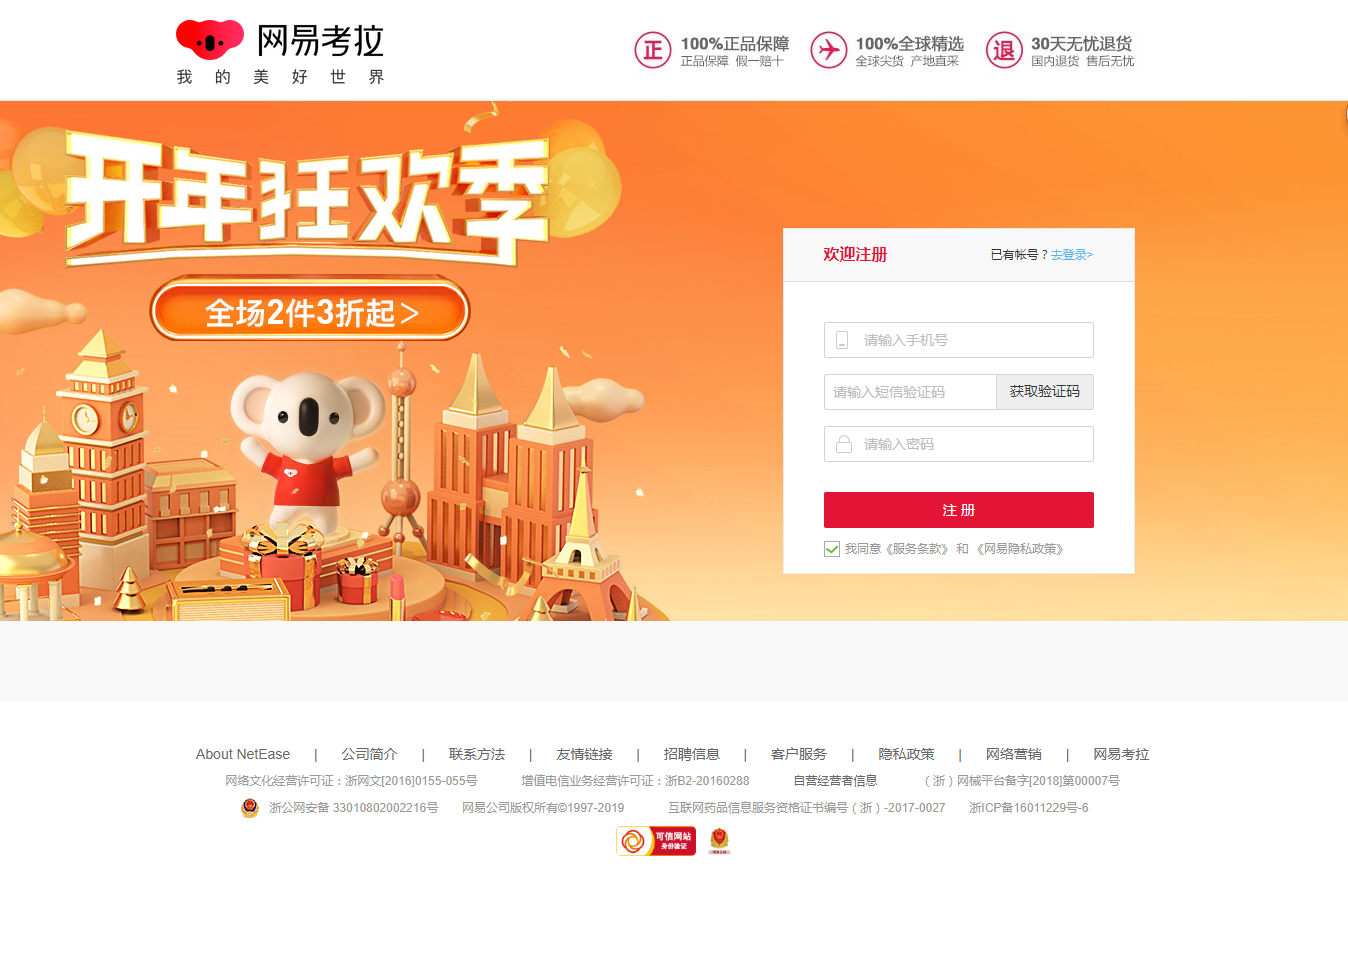 网易考拉
我的美好世界
正 100%正品保障
正品保障 假一赔十
100%全球精选
全球尖货 产地直采
退 30天无忧退货
国内退货 售后无忧
开年狂欢季
全场2件3折起>
欢迎注册 已有帐号？去登录>
请输入手机号
请输入短信验证码 获取验证码
请输入密码
注 册
我同意《服务条款》 和 《网易隐私政策》
About NetEase | 公司简介 | 联系方法 | 友情链接 | 招聘信息 | 客户服务 | 隐私政策 | 网络营销 | 网易考拉
网络文化经营许可证：浙网文[2016]0155-055号 增值电信业务经营许可证：浙B2-20160288 自营经营者信息 （浙）网械平台备字[2018]第00007号
浙公网安备 33010802002216号 网易公司版权所有©1997-2019 互联网药品信息服务资格证书编号（浙）-2017-0027 浙ICP备16011229号-6
可信网站
身份验证